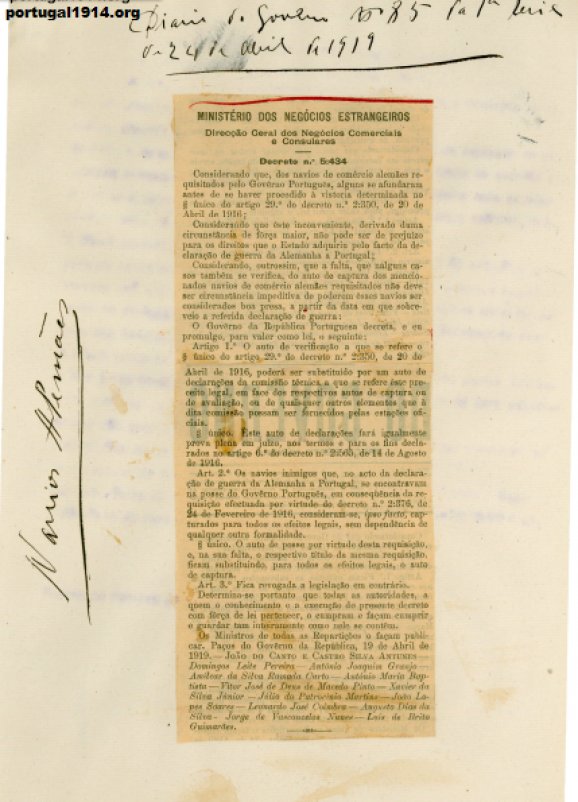 portugal1914.org
Diario do Governo nº 85 da 1ª serie
de 24 de abril de 1919
MINISTÉRIO DOS NEGÓCIOS ESTRANGEIROS
Direcção Geral dos Negócios Comerciais
e Consulares
Decreto n.º 5:434
Considerando que, dos navios de comércio alemães re-
quisitados pelo Govêrno Português, alguns se afundaram
antes de se haver procedido à vistoria determinada no
§ único do artigo 29.º do decreto n.º 2:350, de 20 de
Abril de 1916;
Considerando que êste inconveniente, derivado duma
circunstância de fôrça maior, não pode ser de prejuízo
para os direitos que o Estado adquiriu pelo facto da de-
claração de guerra da Alemanha a Portugal;
Considerando, outrossim, que a falta, que nalguns ca-
sos também se verifica, do auto de captura dos mencio-
nados navios de comércio alemães requisitados não deve
ser circunstância impeditiva de poderem êsses navios ser
considerados boa presa, a partir da data em que sobre-
veio a referida declaração de guerra:
O Govêrno da República Portuguesa decreta, e eu
promulgo, para valer como lei, o seguinte:
Artigo 1.º O auto de verificação a que se refere o
§ único do artigo 29.º do decreto n.º 2:350, de 20 de
Abril de 1916, poderá ser substituído por um auto de
declarações da comissão técnica a que se refere êsse pre-
ceito legal, em face dos respectivos autos de captura ou
de avaliação, ou de quaisquer outros elementos que à
dita comissão possam ser fornecidos pelas estações ofi-
ciais.
§ único. Êste auto de declarações fará igualmente
prova plena em juízo, nos termos e para os fins decla-
rados no artigo 6.º do decreto n.º de 14 de Agosto
de 1916.
Art. 2.º Os navios inimigos que, no acto da declara-
ção de guerra da Alemanha a Portugal, se encontravam
na posse do Govêrno Português, em conseqüência da re-
quisição efectuada por virtude do decreto n.º 2:376, de
24 de Fevereiro de 1916, consideram-se, ipso facto, cap-
turados para todos os efeitos legais, sem dependência de
qualquer outra formalidade.
§ único. O auto de posse por virtude desta requisição,
o, na sua falta, o respectivo título da mesma requisição,
ficam substituindo, para todos os efeitos legais, o auto
de captura.
Art. 3.º Fica revogada a legislação em contrário.
Determina-se portanto que todas as autoridades, a
quem o conhecimento e a execução do presente decreto
com fôrça de lei pertencer, o cumpram e façam cumprir
e guardar tam inteiramente como nele se contêm.
Os Ministros de todas as Repartições o façam publi-
car. Paços do Govêrno da República, 19 de Abril de
1919. — JOÃO DO CANTO E CASTRO SILVA ANTUNES —
Domingos Leite Pereira — António Joaquim Granjo —
Amílcar da Silva Ramada Curto — António Maria Bap-
tista — Vítor José de Deus de Macedo Pinto — Xavier da
Silva Júnior — Júlio do Patrocínio Martins — João Lo-
pes Soares — Leonardo José Coimbra — Augusto Dias da
Silva — Jorge de Vasconcelos Nunes — Luís de Brito
Guimarães.
Navios Alemães